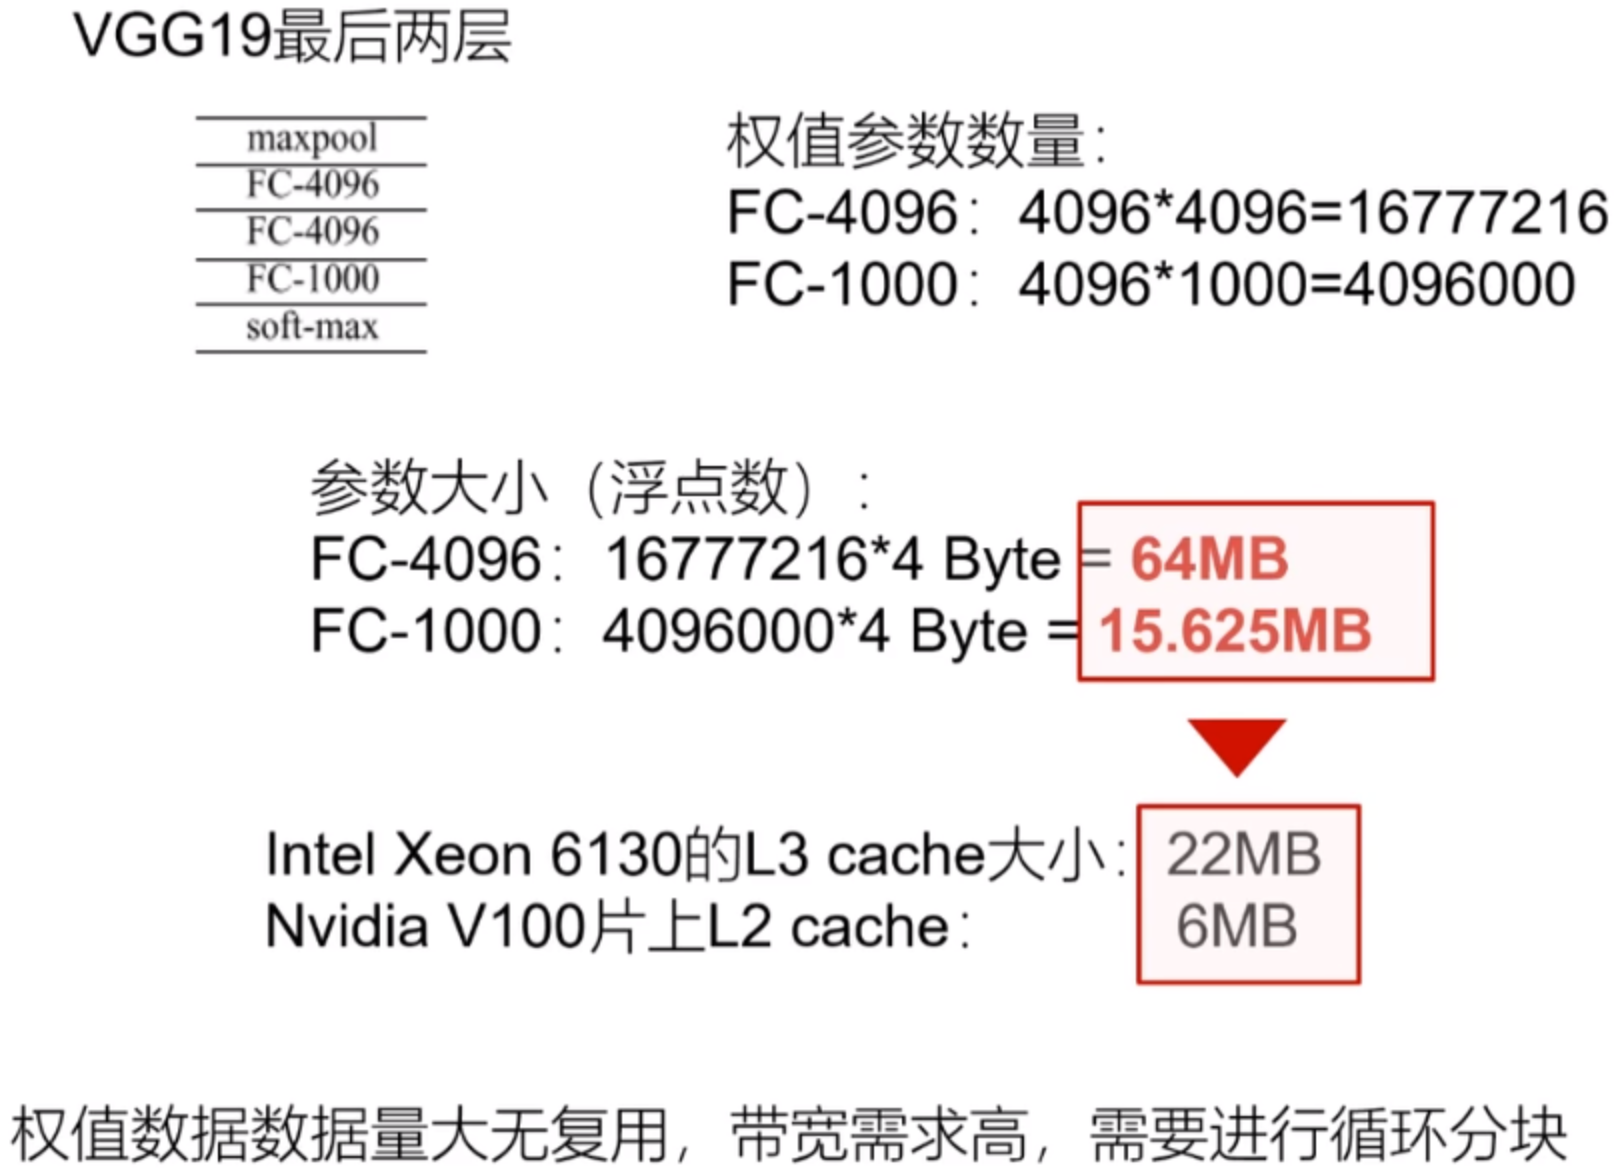 VGG19最后两层
maxpool
FC-4096
FC-4096
FC-1000
soft-max
权值参数数量：
FC-4096：4096*4096=16777216
FC-1000：4096*1000=4096000
参数大小（浮点数）：
FC-4096：16777216*4 Byte = 64MB
FC-1000：4096000*4 Byte = 15.625MB
Intel Xeon 6130的L3 cache大小：22MB
Nvidia V100片上L2 cache：6MB
权值数据数据量大无复用，带宽需求高，需要进行循环分块